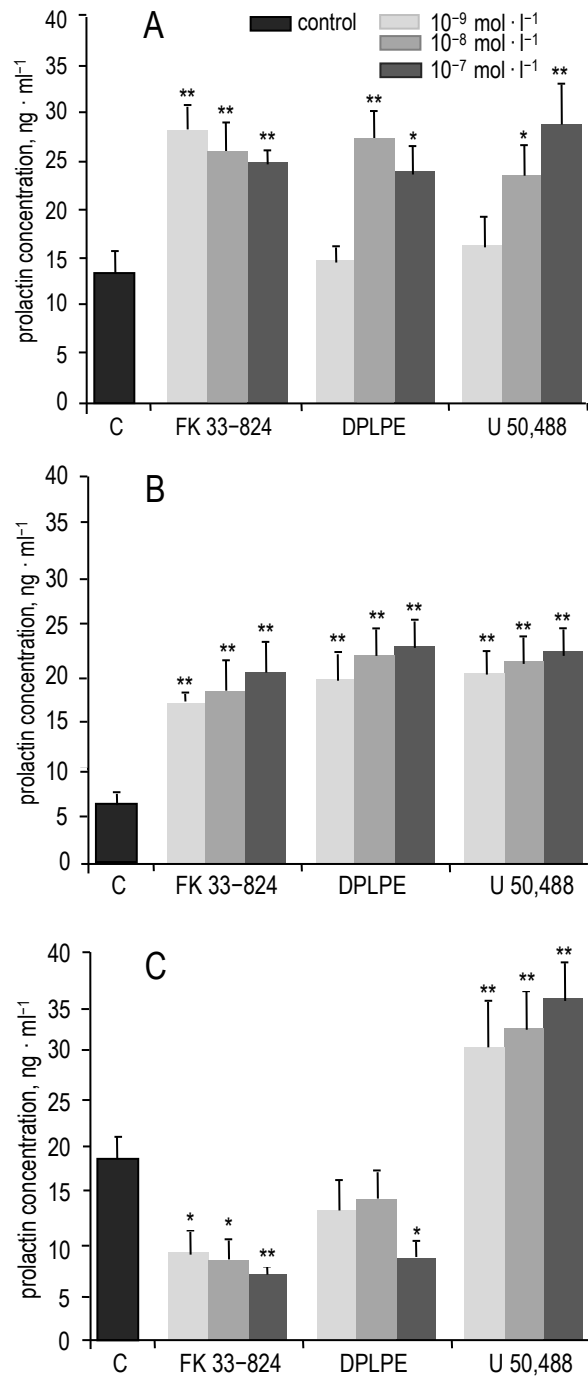 A
control
10⁻⁹ mol · l⁻¹
10⁻⁸ mol · l⁻¹
10⁻⁷ mol · l⁻¹
prolactin concentration, ng · ml⁻¹
40
35
30
25
20
15
10
5
0
** ** ** ** * * **
C FK 33−824 DPLPE U 50,488
B
prolactin concentration, ng · ml⁻¹
40
35
30
25
20
15
10
5
0
** ** ** ** ** ** ** ** **
C FK 33−824 DPLPE U 50,488
C
prolactin concentration, ng · ml⁻¹
40
35
30
25
20
15
10
5
0
* * ** * ** ** **
C FK 33−824 DPLPE U 50,488